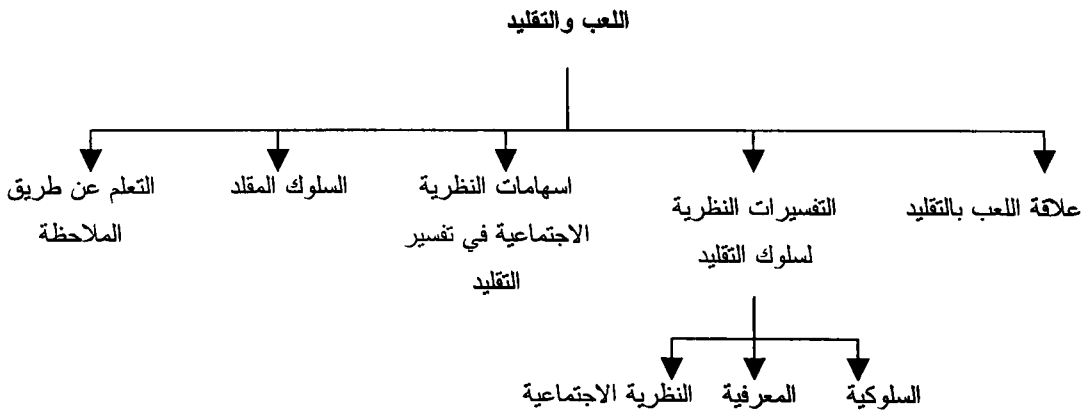 اللعب والتقليد
علاقة اللعب بالتقليد
التفسيرات النظرية
لسلوك التقليد
اسهامات النظرية
الاجتماعية في تفسير
التقليد
السلوك المقلد
التعلم عن طريق
الملاحظة
السلوكية
المعرفية
النظرية الاجتماعية